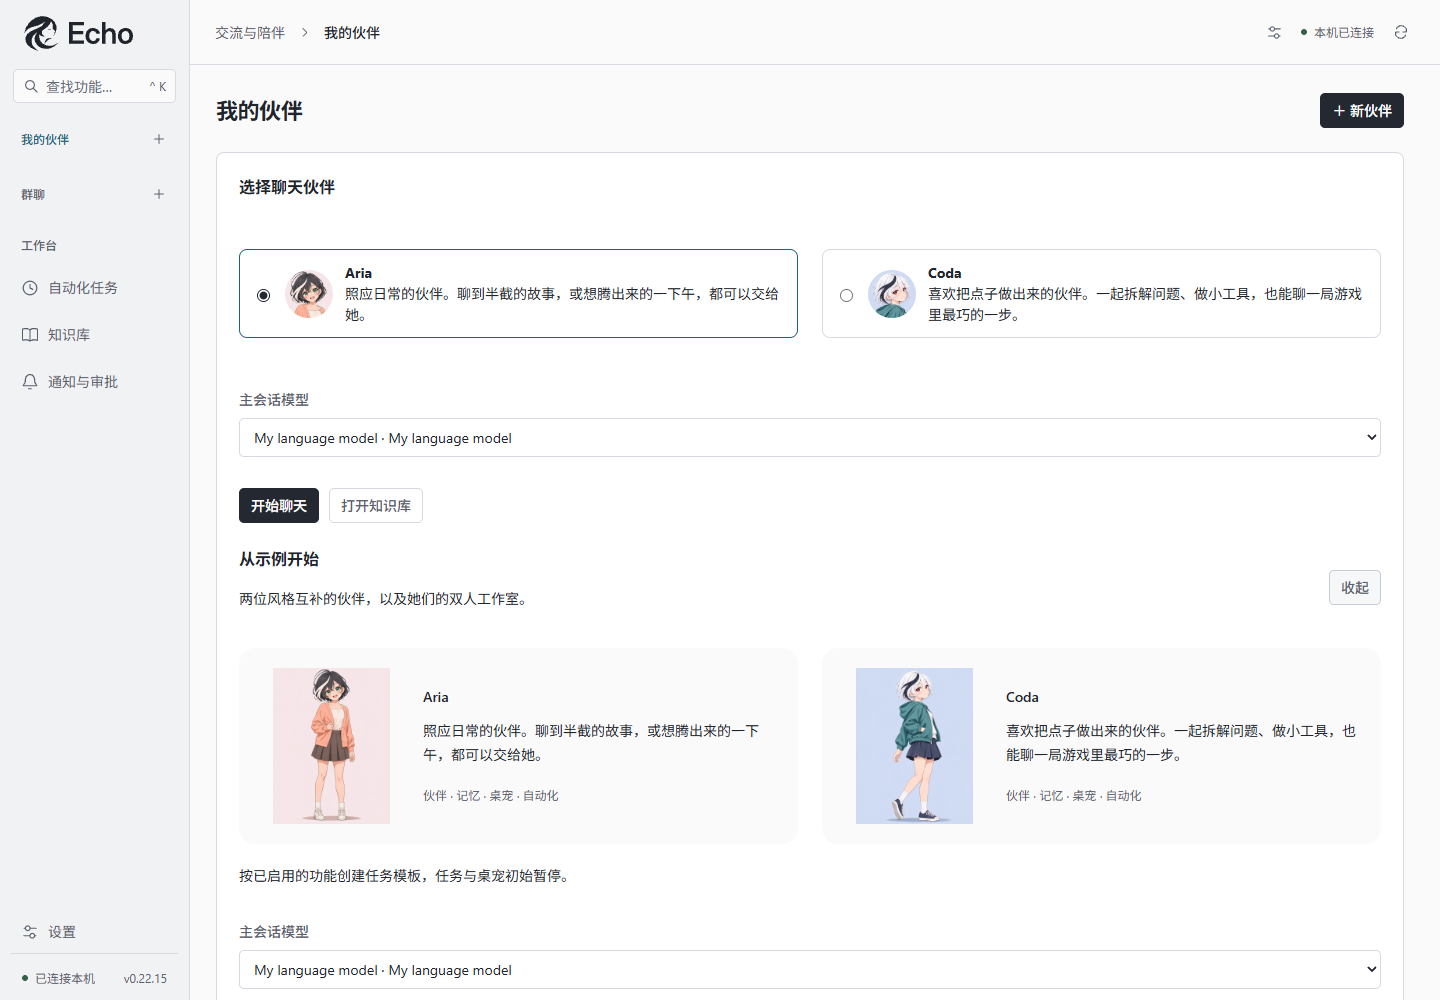 Echo
查找功能... ^ K
我的伙伴
群聊
工作台
自动化任务
知识库
通知与审批
设置
已连接本机 v0.22.15
交流与陪伴 > 我的伙伴
本机已连接
我的伙伴
+ 新伙伴
选择聊天伙伴
Aria
照应日常的伙伴。聊到半截的故事，或想腾出来的一下午，都可以交给
她。
Coda
喜欢把点子做出来的伙伴。一起拆解问题、做小工具，也能聊一局游戏
里最巧的一步。
主会话模型
My language model · My language model
开始聊天
打开知识库
从示例开始
两位风格互补的伙伴，以及她们的双人工作室。
收起
Aria
照应日常的伙伴。聊到半截的故事，或想腾出来的一下
午，都可以交给她。
伙伴 · 记忆 · 桌宠 · 自动化
Coda
喜欢把点子做出来的伙伴。一起拆解问题、做小工具，也
能聊一局游戏里最巧的一步。
伙伴 · 记忆 · 桌宠 · 自动化
按已启用的功能创建任务模板，任务与桌宠初始暂停。
主会话模型
My language model · My language model